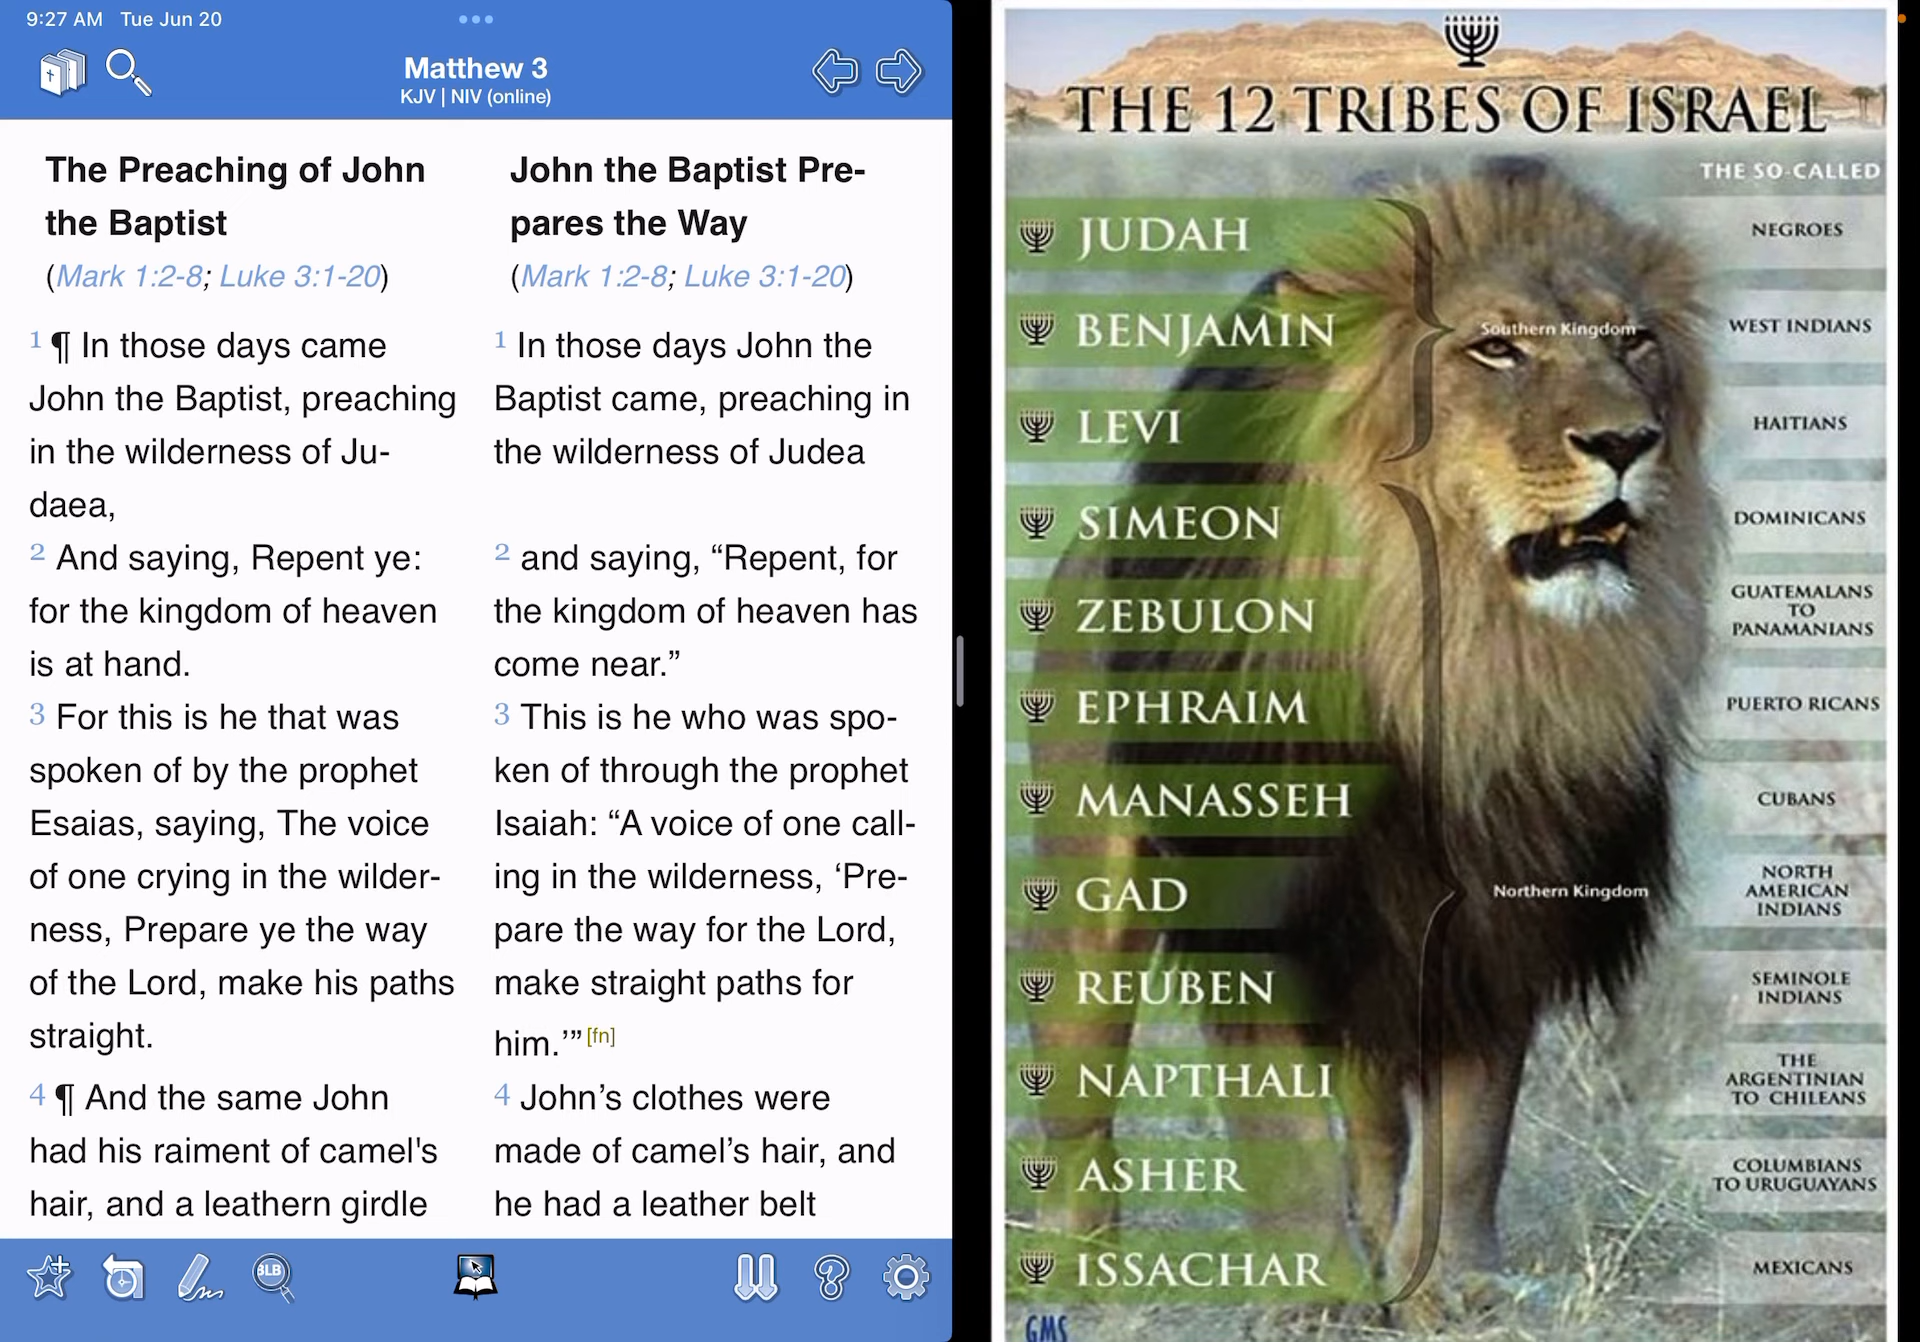 9:27 AM Tue Jun 20
Matthew 3
KJV | NIV (online)
The Preaching of John
the Baptist
(Mark 1:2-8; Luke 3:1-20)
1 ¶ In those days came
John the Baptist, preaching
in the wilderness of Ju-
daea,
2 And saying, Repent ye:
for the kingdom of heaven
is at hand.
3 For this is he that was
spoken of by the prophet
Esaias, saying, The voice
of one crying in the wilder-
ness, Prepare ye the way
of the Lord, make his paths
straight.
4 ¶ And the same John
had his raiment of camel's
hair, and a leathern girdle
John the Baptist Pre-
pares the Way
(Mark 1:2-8; Luke 3:1-20)
1 In those days John the
Baptist came, preaching in
the wilderness of Judea
2 and saying, “Repent, for
the kingdom of heaven has
come near.”
3 This is he who was spo-
ken of through the prophet
Isaiah: “A voice of one call-
ing in the wilderness, ‘Pre-
pare the way for the Lord,
make straight paths for
him.’” [fn]
4 John’s clothes were
made of camel’s hair, and
he had a leather belt
BLB
THE 12 TRIBES OF ISRAEL
THE SO-CALLED
JUDAH
NEGROES
BENJAMIN
Southern Kingdom
WEST INDIANS
LEVI
HAITIANS
SIMEON
DOMINICANS
ZEBULON
GUATEMALANS
TO
PANAMANIANS
EPHRAIM
PUERTO RICANS
MANASSEH
CUBANS
GAD
Northern Kingdom
NORTH
AMERICAN
INDIANS
REUBEN
SEMINOLE
INDIANS
NAPTHALI
THE
ARGENTINIAN
TO CHILEANS
ASHER
COLUMBIANS
TO URUGUAYANS
ISSACHAR
MEXICANS
GMS